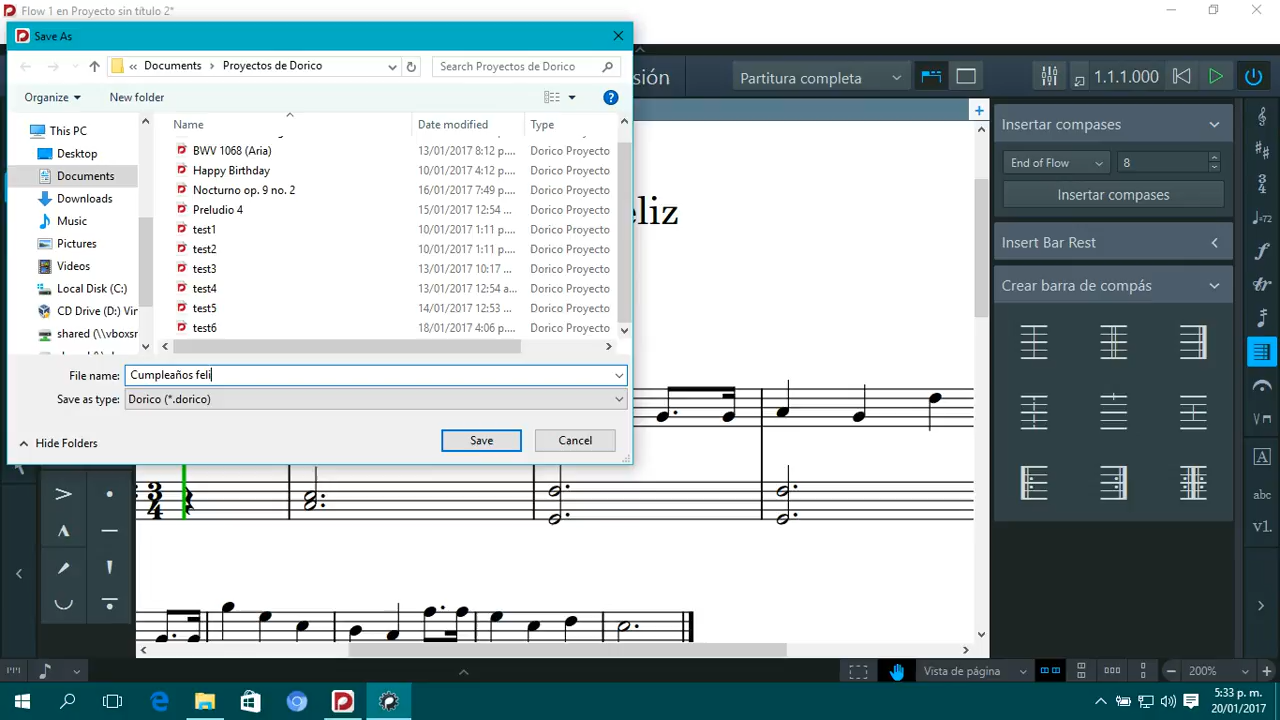 Flow 1 en Proyecto sin título 2*
Save As
« Documents › Proyectos de Dorico
Search Proyectos de Dorico
Organize
New folder
This PC
Desktop
Documents
Downloads
Music
Pictures
Videos
Local Disk (C:)
CD Drive (D:) Vir
shared (\\vboxsr
Name Date modified Type
BWV 1068 (Aria) 13/01/2017 8:12 p.... Dorico Proyecto
Happy Birthday 10/01/2017 4:12 p.... Dorico Proyecto
Nocturno op. 9 no. 2 16/01/2017 7:49 p.... Dorico Proyecto
Preludio 4 15/01/2017 12:54 ... Dorico Proyecto
test1 10/01/2017 1:11 p.... Dorico Proyecto
test2 10/01/2017 1:11 p.... Dorico Proyecto
test3 13/01/2017 10:17 ... Dorico Proyecto
test4 13/01/2017 12:54 a... Dorico Proyecto
test5 14/01/2017 12:53 ... Dorico Proyecto
test6 18/01/2017 4:06 p.... Dorico Proyecto
File name: Cumpleaños feli
Save as type: Dorico (*.dorico)
Hide Folders
Save
Cancel
sión
Partitura completa
1.1.1.000
eliz
Insertar compases
End of Flow
8
Insertar compases
Insert Bar Rest
Crear barra de compás
A
abc
v1.
3
4
Vista de página
200%
5:33 p. m.
20/01/2017